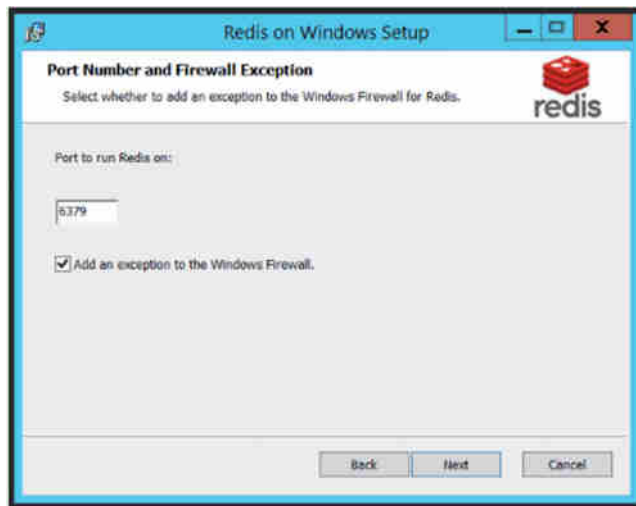 Redis on Windows Setup
Port Number and Firewall Exception
Select whether to add an exception to the Windows Firewall for Redis.
redis
Port to run Redis on:
6379
Add an exception to the Windows Firewall.
Back Next Cancel